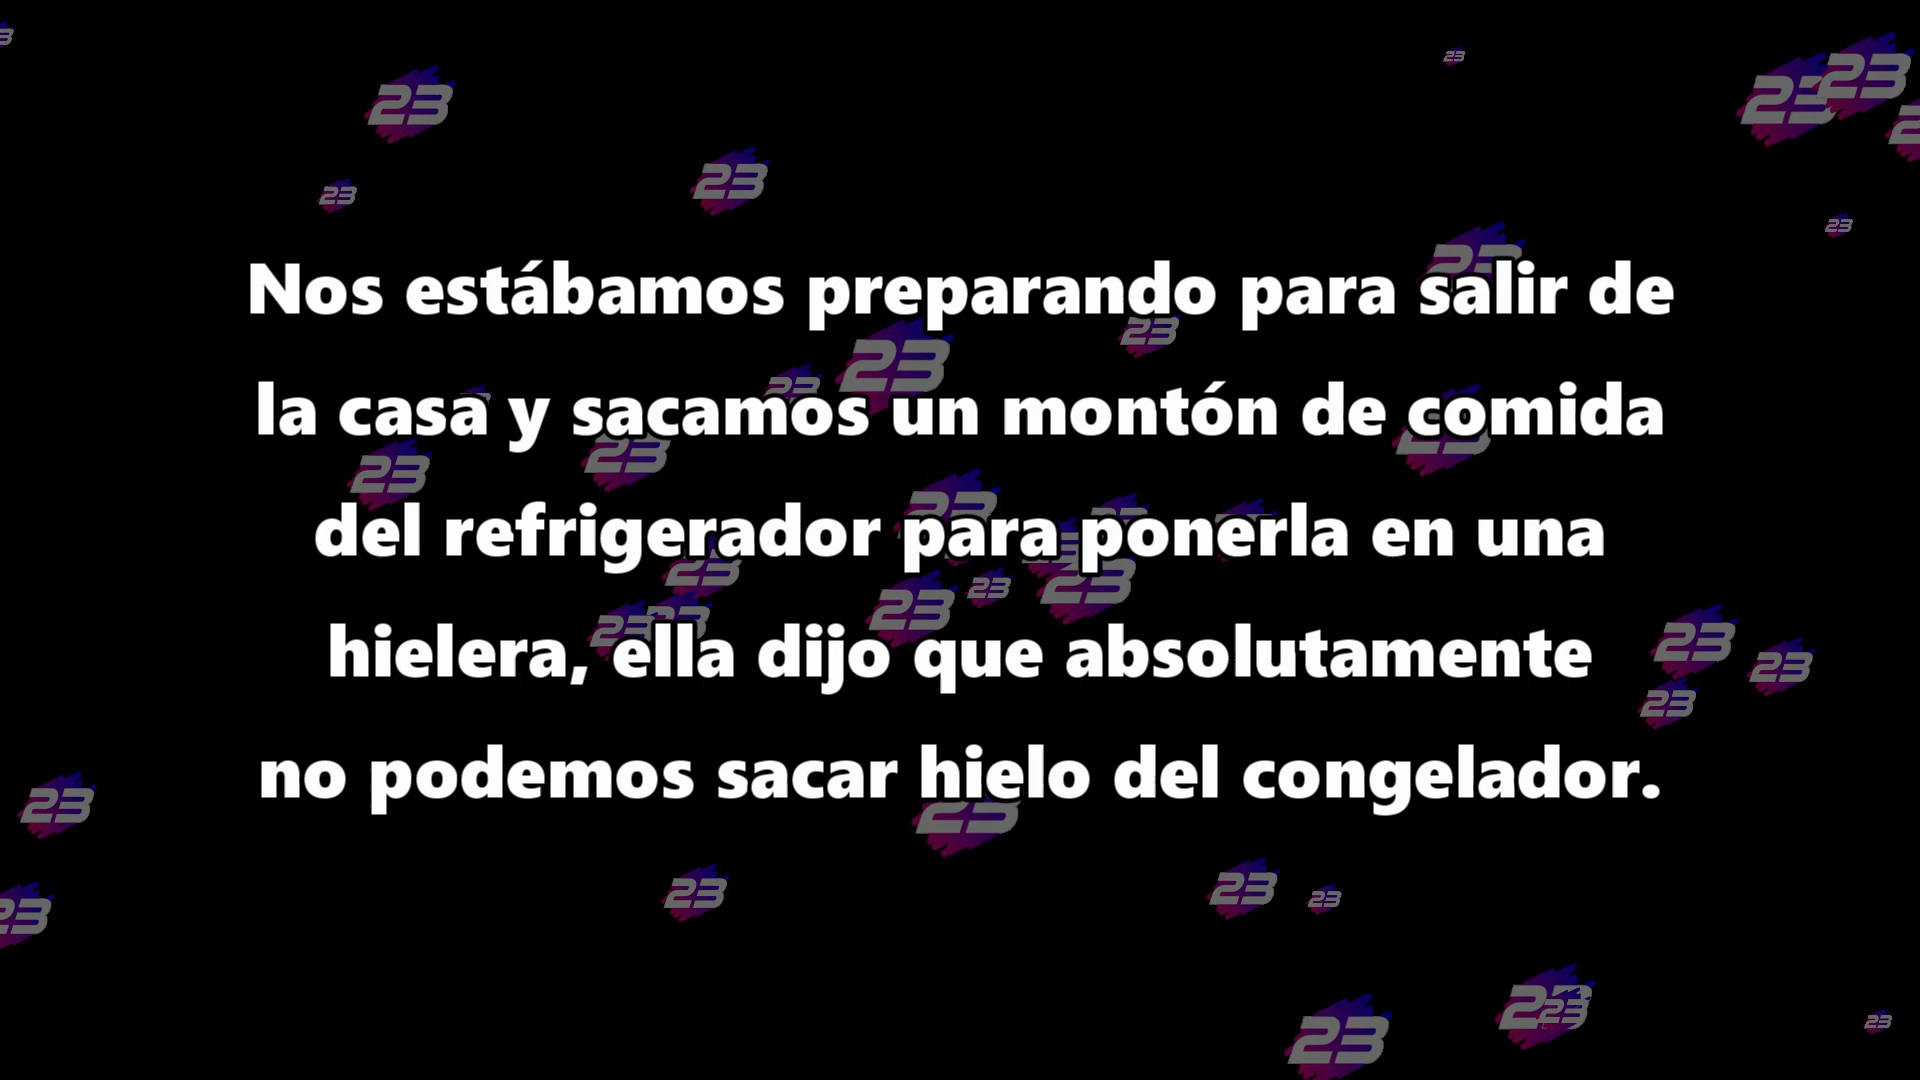 Nos estábamos preparando para salir de
la casa y sacamos un montón de comida
del refrigerador para ponerla en una
hielera, ella dijo que absolutamente
no podemos sacar hielo del congelador.
23